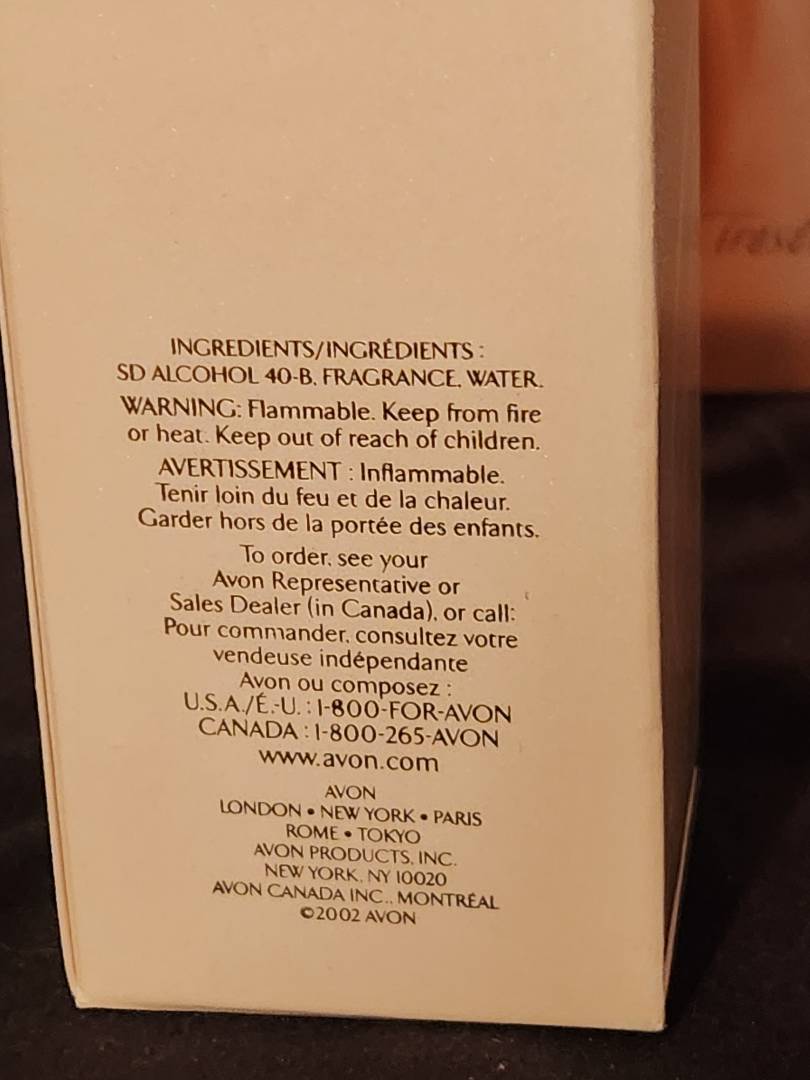 INGREDIENTS/INGRÉDIENTS :
SD ALCOHOL 40-B, FRAGRANCE, WATER.
WARNING: Flammable. Keep from fire
or heat. Keep out of reach of children.
AVERTISSEMENT : Inflammable.
Tenir loin du feu et de la chaleur.
Garder hors de la portée des enfants.
To order, see your
Avon Representative or
Sales Dealer (in Canada), or call:
Pour commander, consultez votre
vendeuse indépendante
Avon ou composez :
U.S.A./É.-U. : 1-800-FOR-AVON
CANADA : 1-800-265-AVON
www.avon.com
AVON
LONDON • NEW YORK • PARIS
ROME • TOKYO
AVON PRODUCTS, INC.
NEW YORK, NY 10020
AVON CANADA INC., MONTRÉAL
©2002 AVON